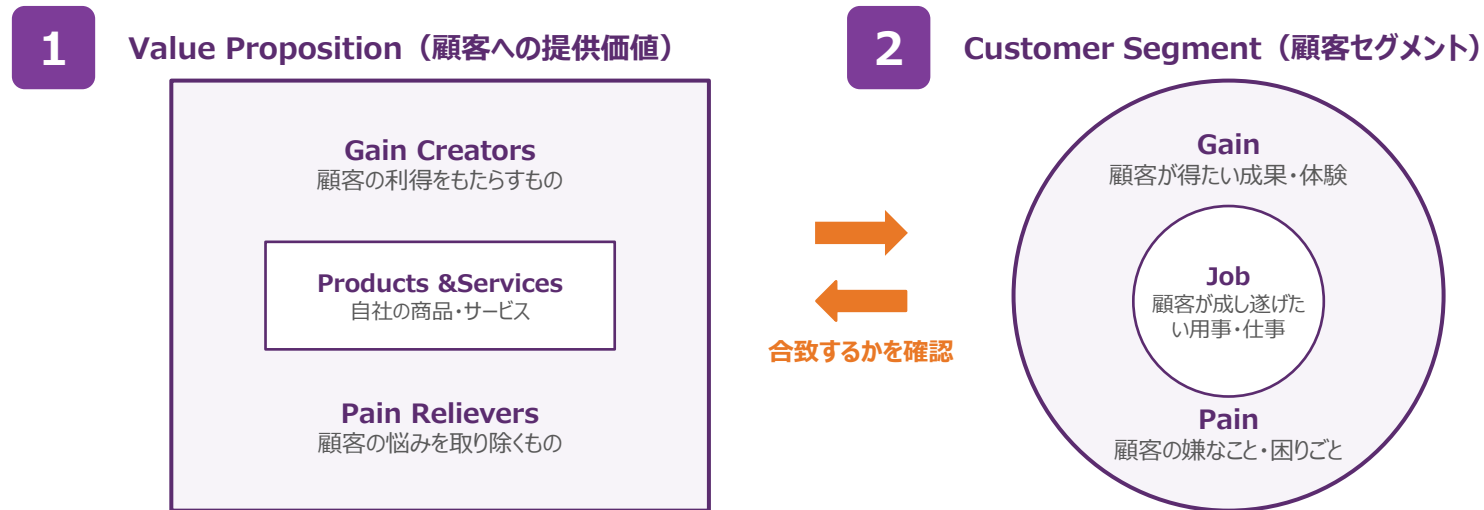 1
Value Proposition（顧客への提供価値）
Gain Creators
顧客の利得をもたらすもの
Products &Services
自社の商品・サービス
Pain Relievers
顧客の悩みを取り除くもの
合致するかを確認
2
Customer Segment（顧客セグメント）
Gain
顧客が得たい成果・体験
Job
顧客が成し遂げた
い用事・仕事
Pain
顧客の嫌なこと・困りごと